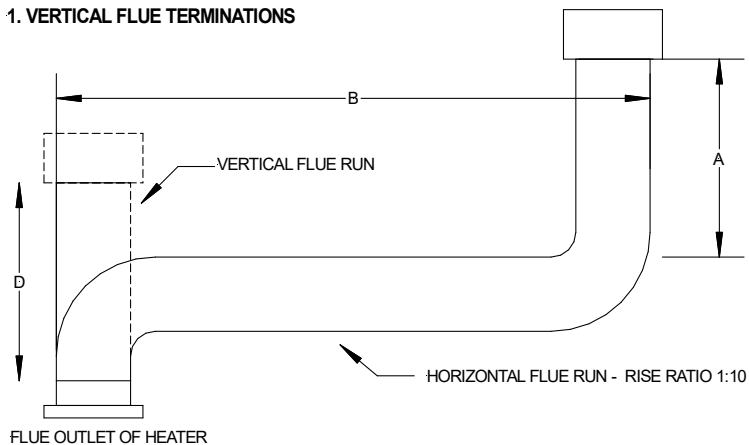 1. VERTICAL FLUE TERMINATIONS
B
A
VERTICAL FLUE RUN
D
HORIZONTAL FLUE RUN - RISE RATIO 1:10
FLUE OUTLET OF HEATER